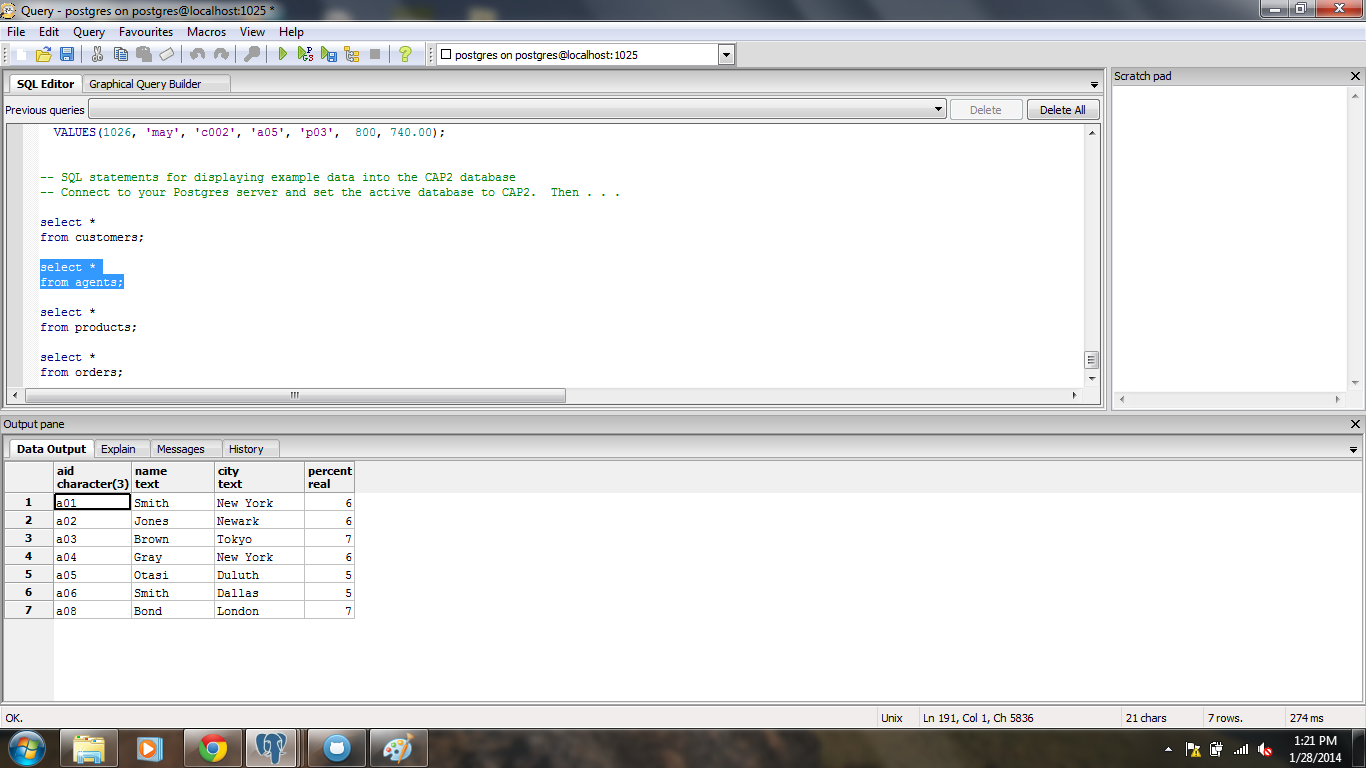 Query - postgres on postgres@localhost:1025 *
File Edit Query Favourites Macros View Help
postgres on postgres@localhost:1025
SQL Editor Graphical Query Builder
Previous queries Delete Delete All
VALUES(1026, 'may', 'c002', 'a05', 'p03',  800, 740.00);
-- SQL statements for displaying example data into the CAP2 database
-- Connect to your Postgres server and set the active database to CAP2.  Then . . .
select *
from customers;
select *
from agents;
select *
from products;
select *
from orders;
Scratch pad
Output pane
Data Output Explain Messages History
aid name city percent
character(3) text text real
1 a01 Smith New York 6
2 a02 Jones Newark 6
3 a03 Brown Tokyo 7
4 a04 Gray New York 6
5 a05 Otasi Duluth 5
6 a06 Smith Dallas 5
7 a08 Bond London 7
OK. Unix Ln 191, Col 1, Ch 5836 21 chars 7 rows. 274 ms
1:21 PM
1/28/2014